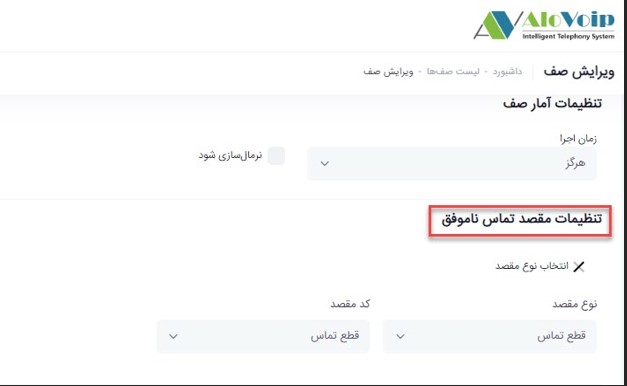 AloVoip
Intelligent Telephony System
ویرایش صف
داشبورد - لیست صف‌ها - ویرایش صف
تنظیمات آمار صف
زمان اجرا
هرگز
نرمال‌سازی شود
تنظیمات مقصد تماس ناموفق
انتخاب نوع مقصد
نوع مقصد
کد مقصد
قطع تماس
قطع تماس